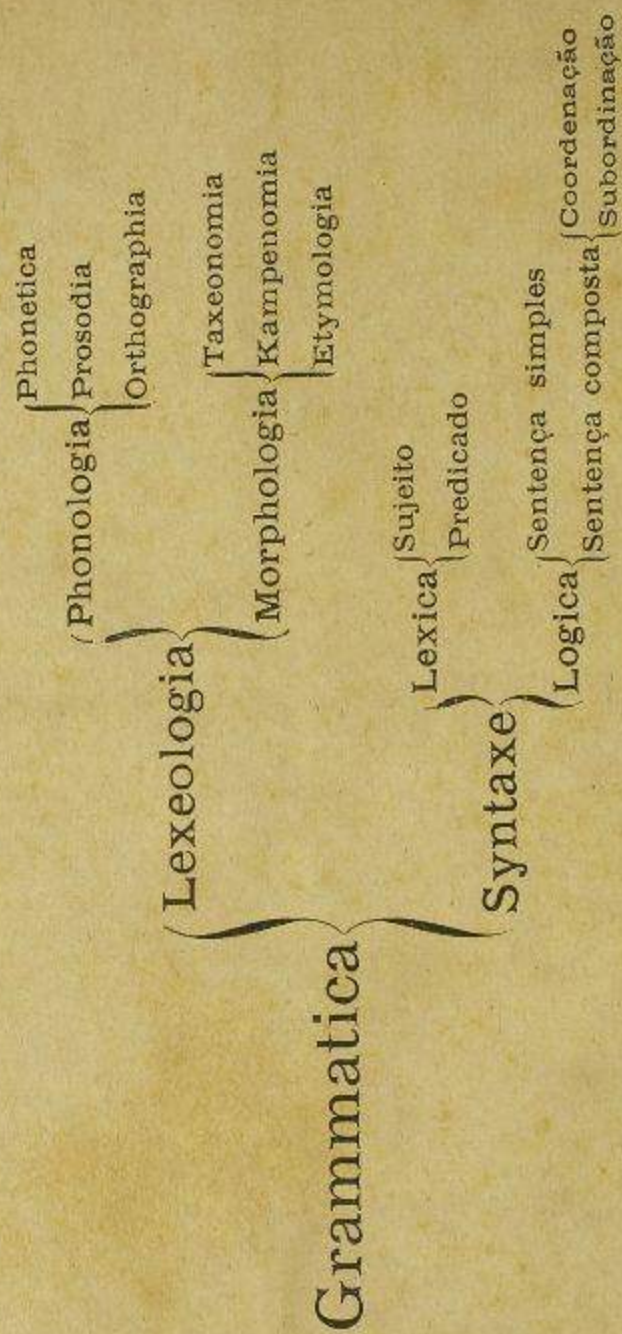 Grammatica
Lexeologia
Phonologia
Phonetica
Prosodia
Orthographia
Morphologia
Taxeonomia
Kampenomia
Etymologia
Syntaxe
Lexica
Sujeito
Predicado
Logica
Sentença simples
Sentença composta
Coordenação
Subordinação